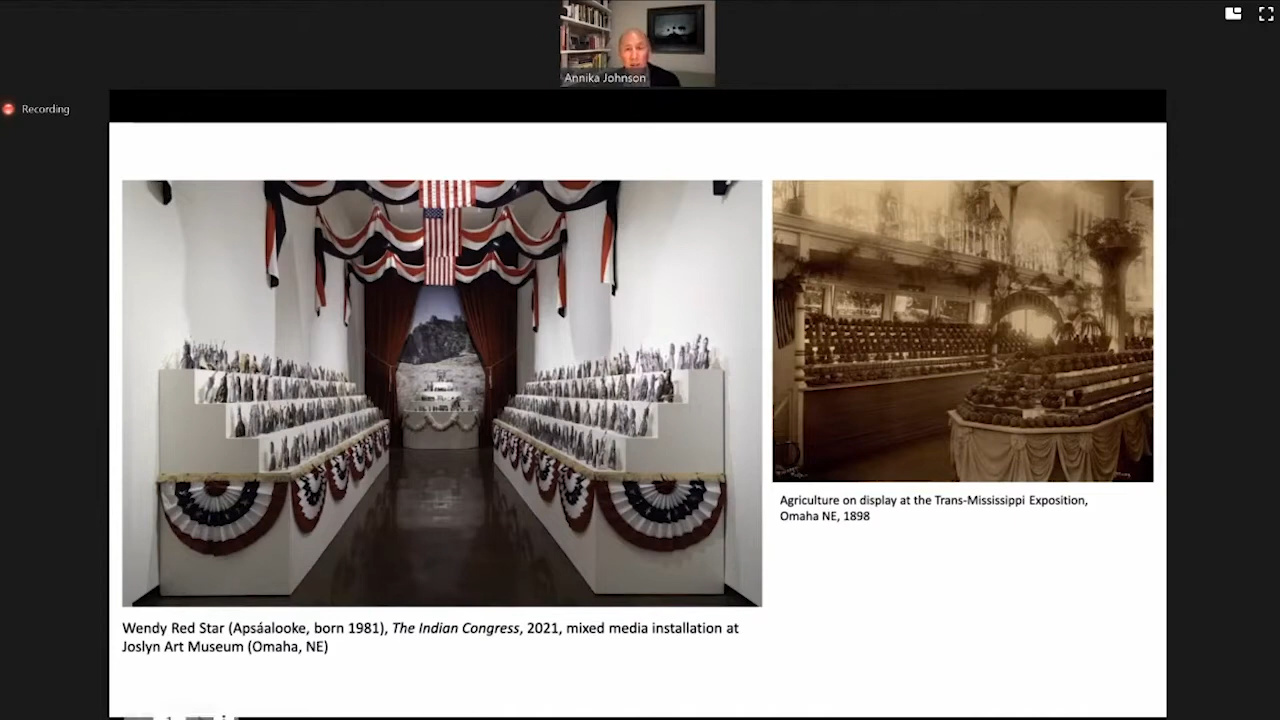 Annika Johnson
Recording
Agriculture on display at the Trans-Mississippi Exposition,
Omaha NE, 1898
Wendy Red Star (Apsáalooke, born 1981), The Indian Congress, 2021, mixed media installation at
Joslyn Art Museum (Omaha, NE)